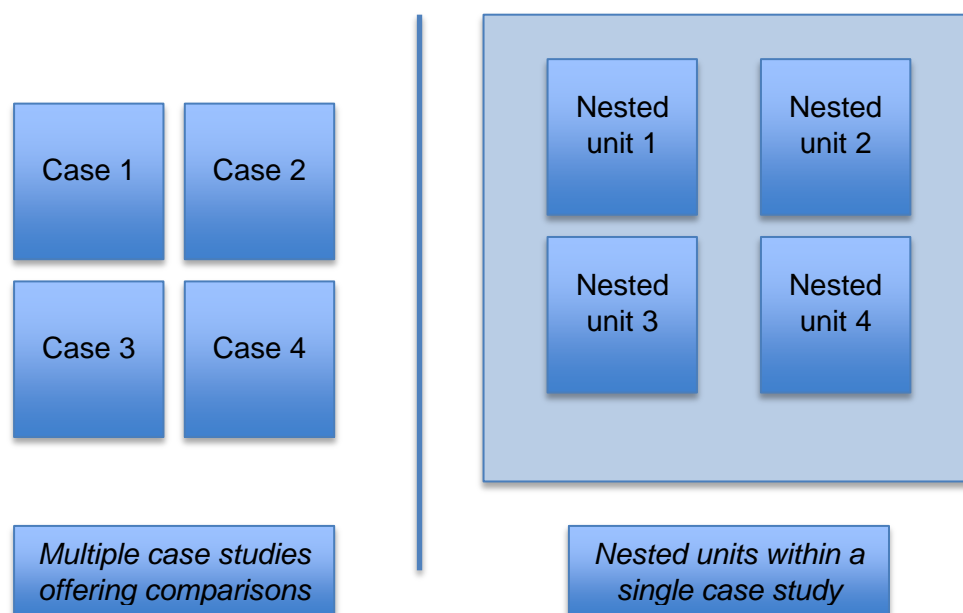 Case 1
Case 2
Case 3
Case 4
Multiple case studies
offering comparisons
Nested
unit 1
Nested
unit 2
Nested
unit 3
Nested
unit 4
Nested units within a
single case study